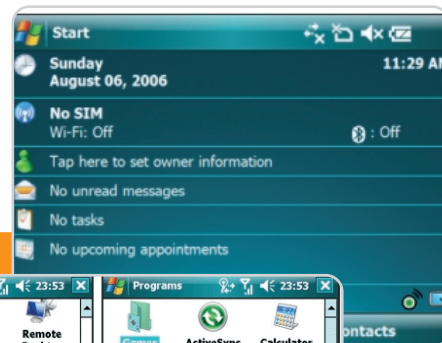 Start
Sunday
August 06, 2006
11:29 AM
No SIM
Wi-Fi: Off
: Off
Tap here to set owner information
No unread messages
No tasks
No upcoming appointments
23:53
Remote
Programs
23:53
Games
ActiveSync
Calculator
ontacts